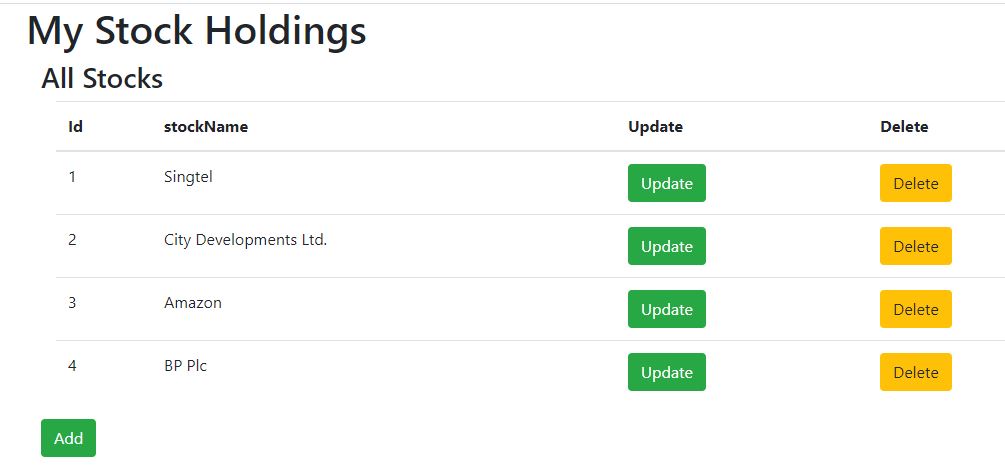 My Stock Holdings
All Stocks
Id stockName Update Delete
1 Singtel Update Delete
2 City Developments Ltd. Update Delete
3 Amazon Update Delete
4 BP Plc Update Delete
Add